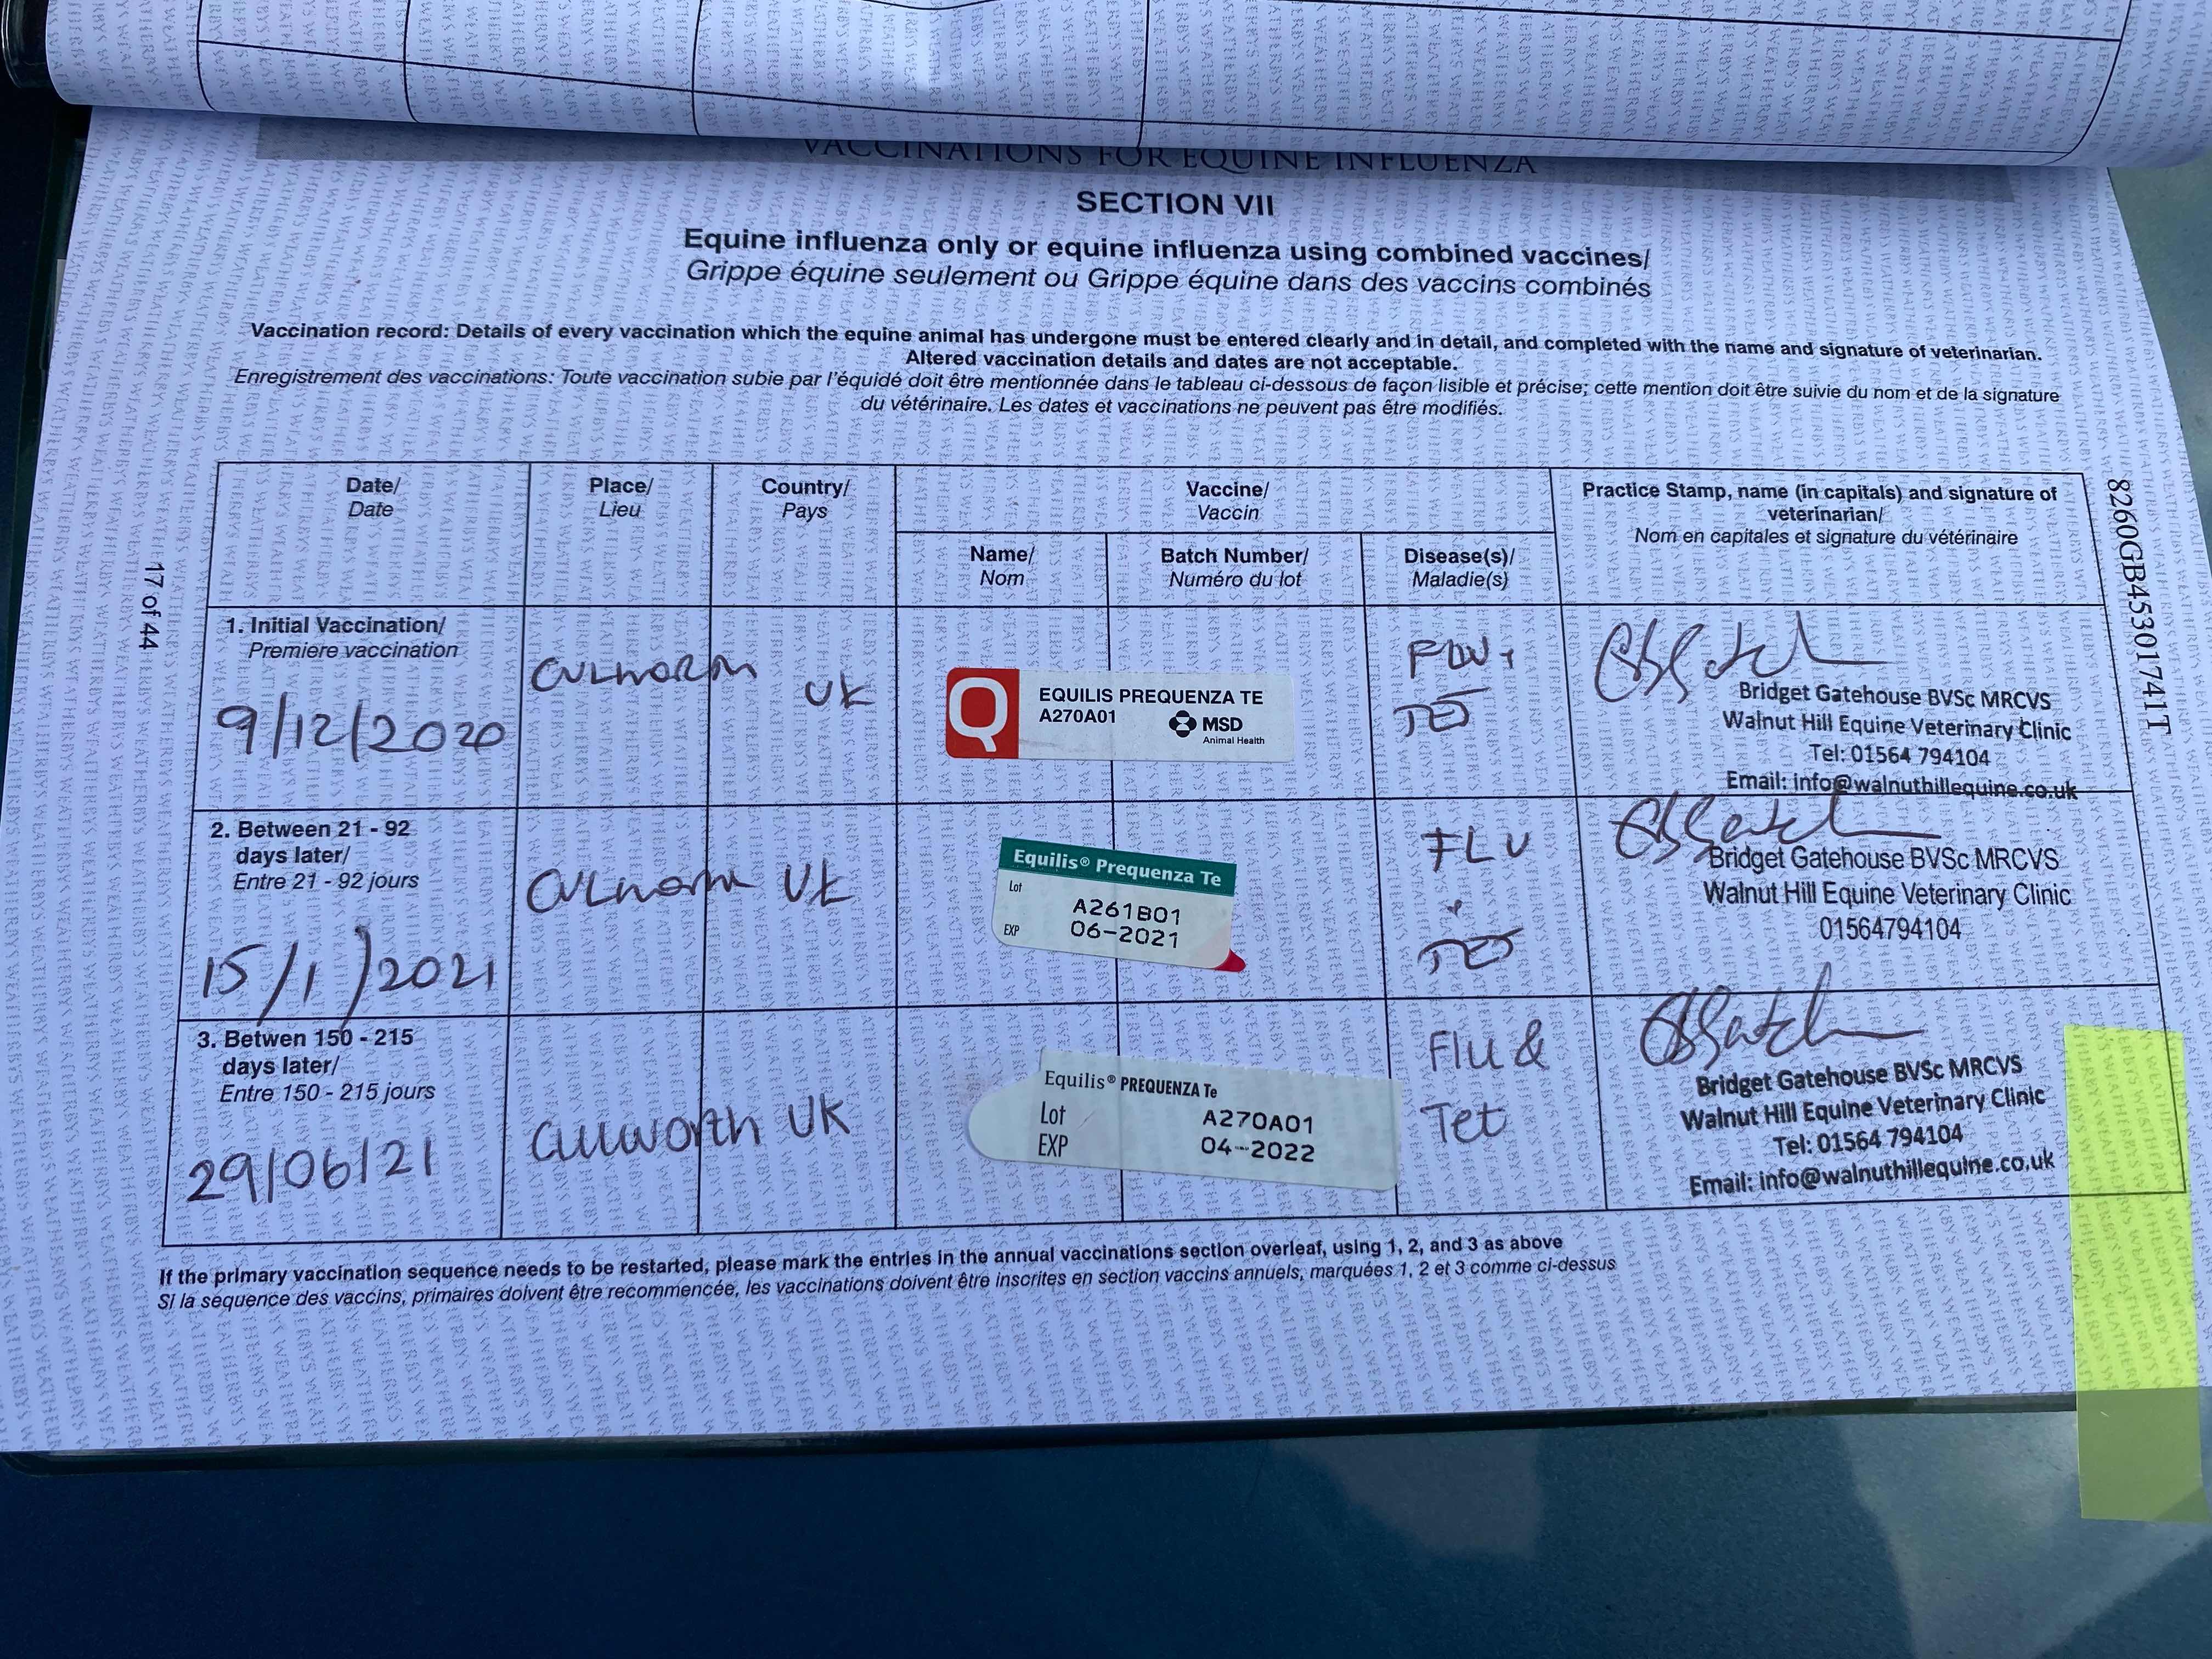 VACCINATIONS FOR EQUINE INFLUENZA
SECTION VII
Equine influenza only or equine influenza using combined vaccines/
Grippe équine seulement ou Grippe équine dans des vaccins combinés
Vaccination record: Details of every vaccination which the equine animal has undergone must be entered clearly and in detail, and completed with the name and signature of veterinarian.
Altered vaccination details and dates are not acceptable.
Enregistrement des vaccinations: Toute vaccination subie par l'équidé doit être mentionnée dans le tableau ci-dessous de façon lisible et précise; cette mention doit être suivie du nom et de la signature
du vétérinaire. Les dates et vaccinations ne peuvent pas être modifiés.
Date/
Date
Place/
Lieu
Country/
Pays
Vaccine/
Vaccin
Name/
Nom
Batch Number/
Numéro du lot
Disease(s)/
Maladie(s)
Practice Stamp, name (in capitals) and signature of
veterinarian/
Nom en capitales et signature du vétérinaire
1. Initial Vaccination/
Premiere vaccination
9/12/2020
CULWORTH
UK
Q
EQUILIS PREQUENZA TE
A270A01
MSD
Animal Health
FLU +
TET
Bridget Gatehouse BVSc MRCVS
Walnut Hill Equine Veterinary Clinic
Tel: 01564 794104
Email: info@walnuthillequine.co.uk
2. Between 21 - 92
days later/
Entre 21 - 92 jours
15/1/2021
CULWORTH
UK
Equilis® Prequenza Te
Lot
A261B01
EXP
06-2021
FLU
+
TET
Bridget Gatehouse BVSc MRCVS
Walnut Hill Equine Veterinary Clinic
01564794104
3. Betwen 150 - 215
days later/
Entre 150 - 215 jours
29/06/21
Culworth
UK
Equilis® PREQUENZA Te
Lot A270A01
EXP 04-2022
Flu &
Tet
Bridget Gatehouse BVSc MRCVS
Walnut Hill Equine Veterinary Clinic
Tel: 01564 794104
Email: info@walnuthillequine.co.uk
If the primary vaccination sequence needs to be restarted, please mark the entries in the annual vaccinations section overleaf, using 1, 2, and 3 as above
Si la sequence des vaccins, primaires doivent être recommencée, les vaccinations doivent être inscrites en section vaccins annuels, marquées 1, 2 et 3 comme ci-dessus
17 of 44
8260GB45301741T